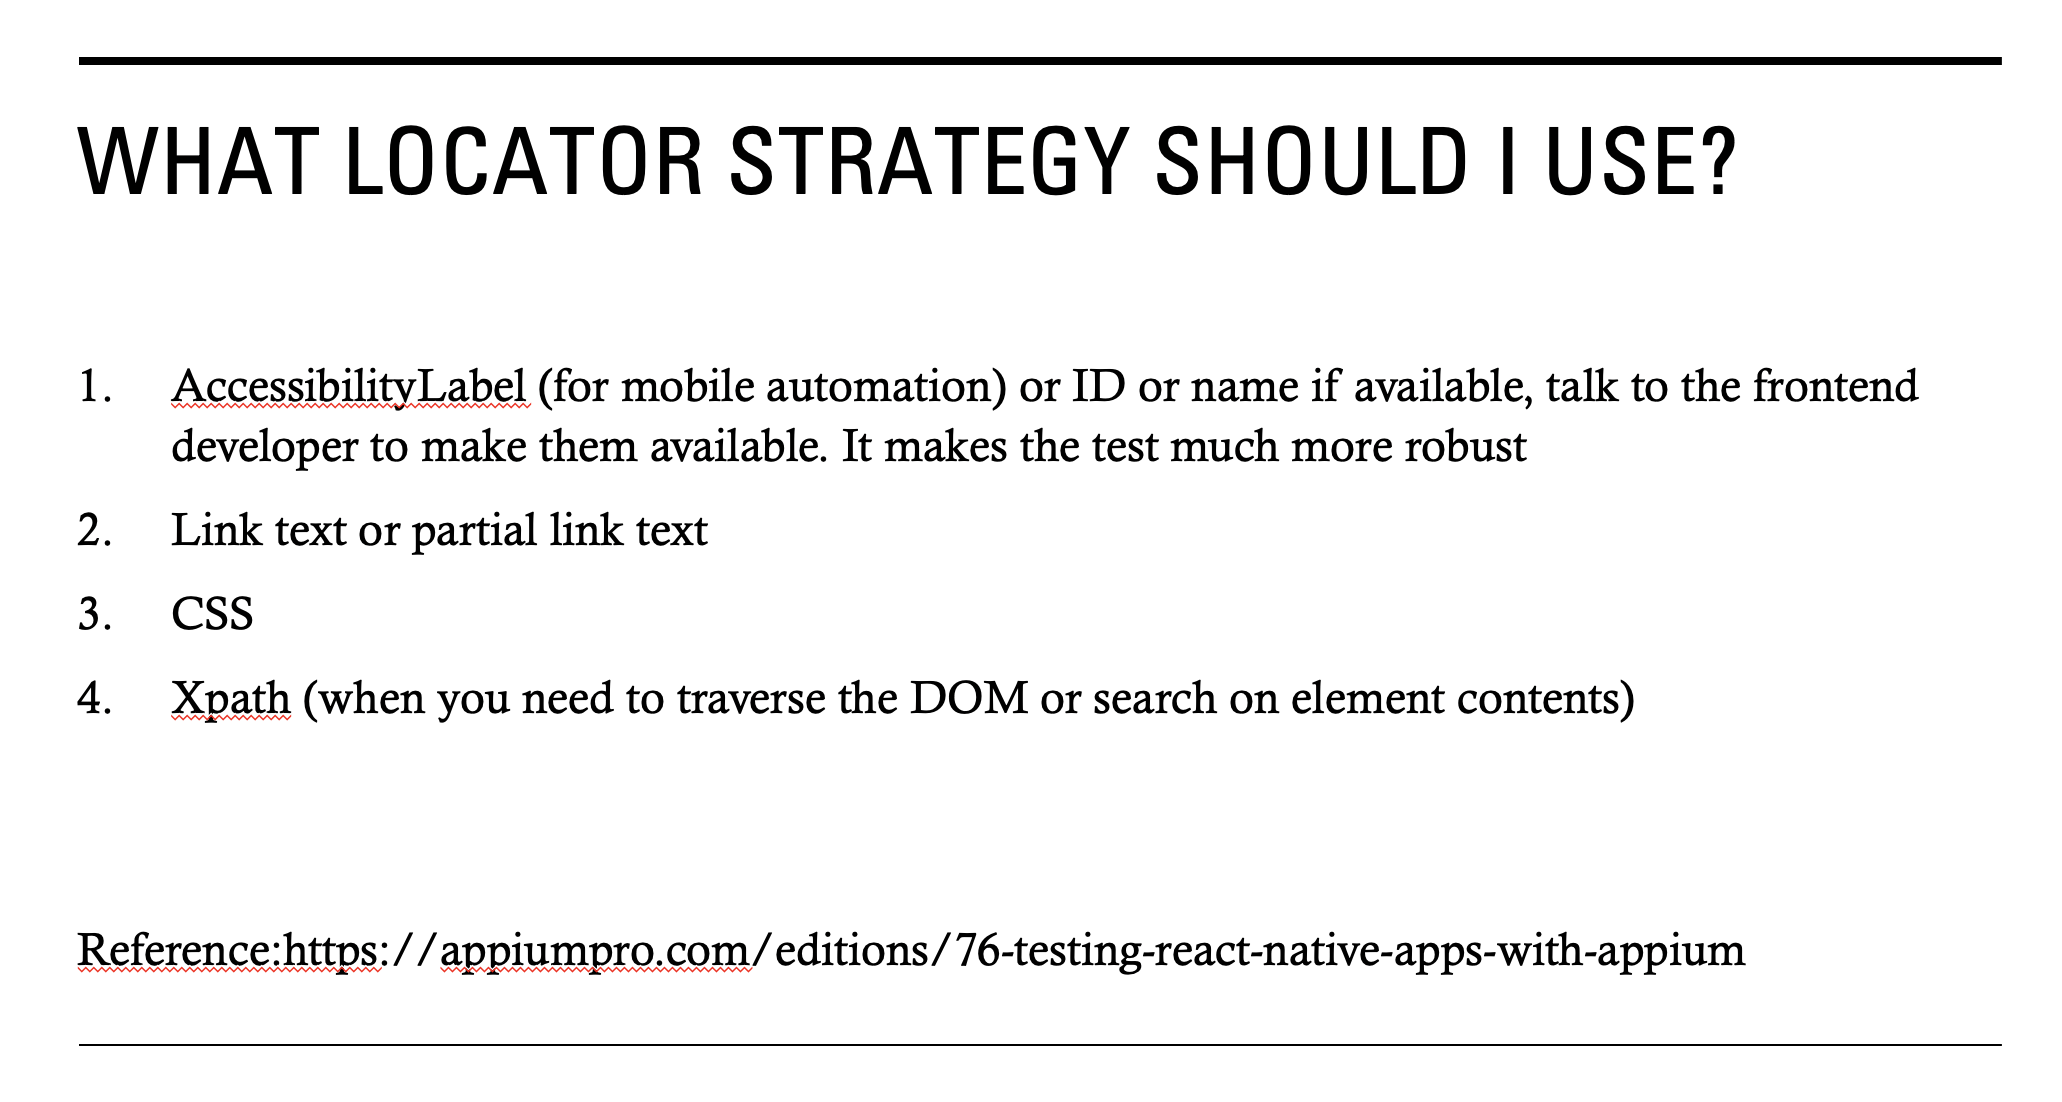 WHAT LOCATOR STRATEGY SHOULD I USE?
1. AccessibilityLabel (for mobile automation) or ID or name if available, talk to the frontend
developer to make them available. It makes the test much more robust
2. Link text or partial link text
3. CSS
4. Xpath (when you need to traverse the DOM or search on element contents)
Reference:https://appiumpro.com/editions/76-testing-react-native-apps-with-appium